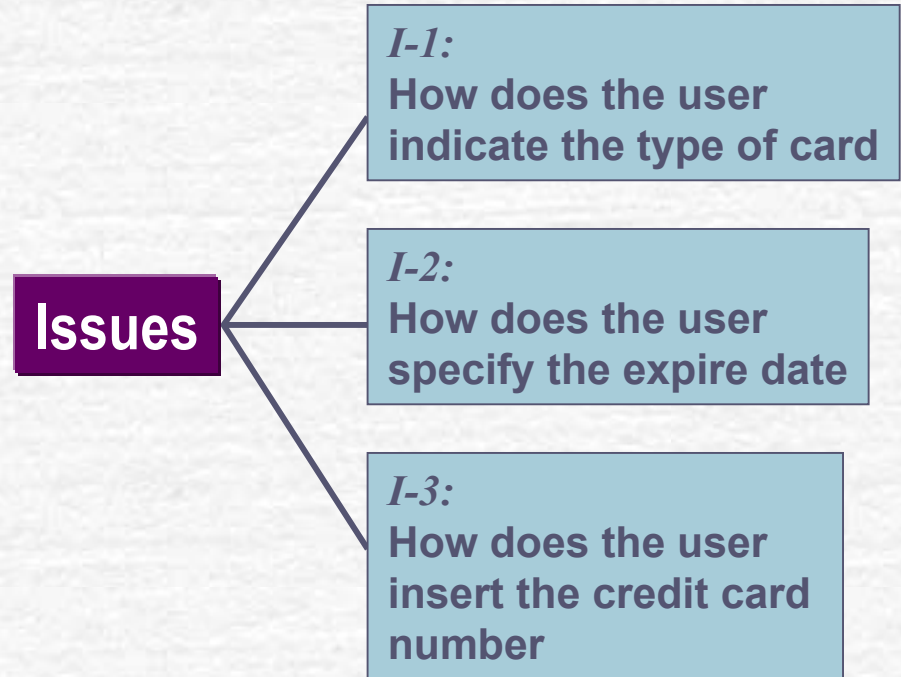 I-1:
How does the user
indicate the type of card
I-2:
How does the user
specify the expire date
Issues
I-3:
How does the user
insert the credit card
number